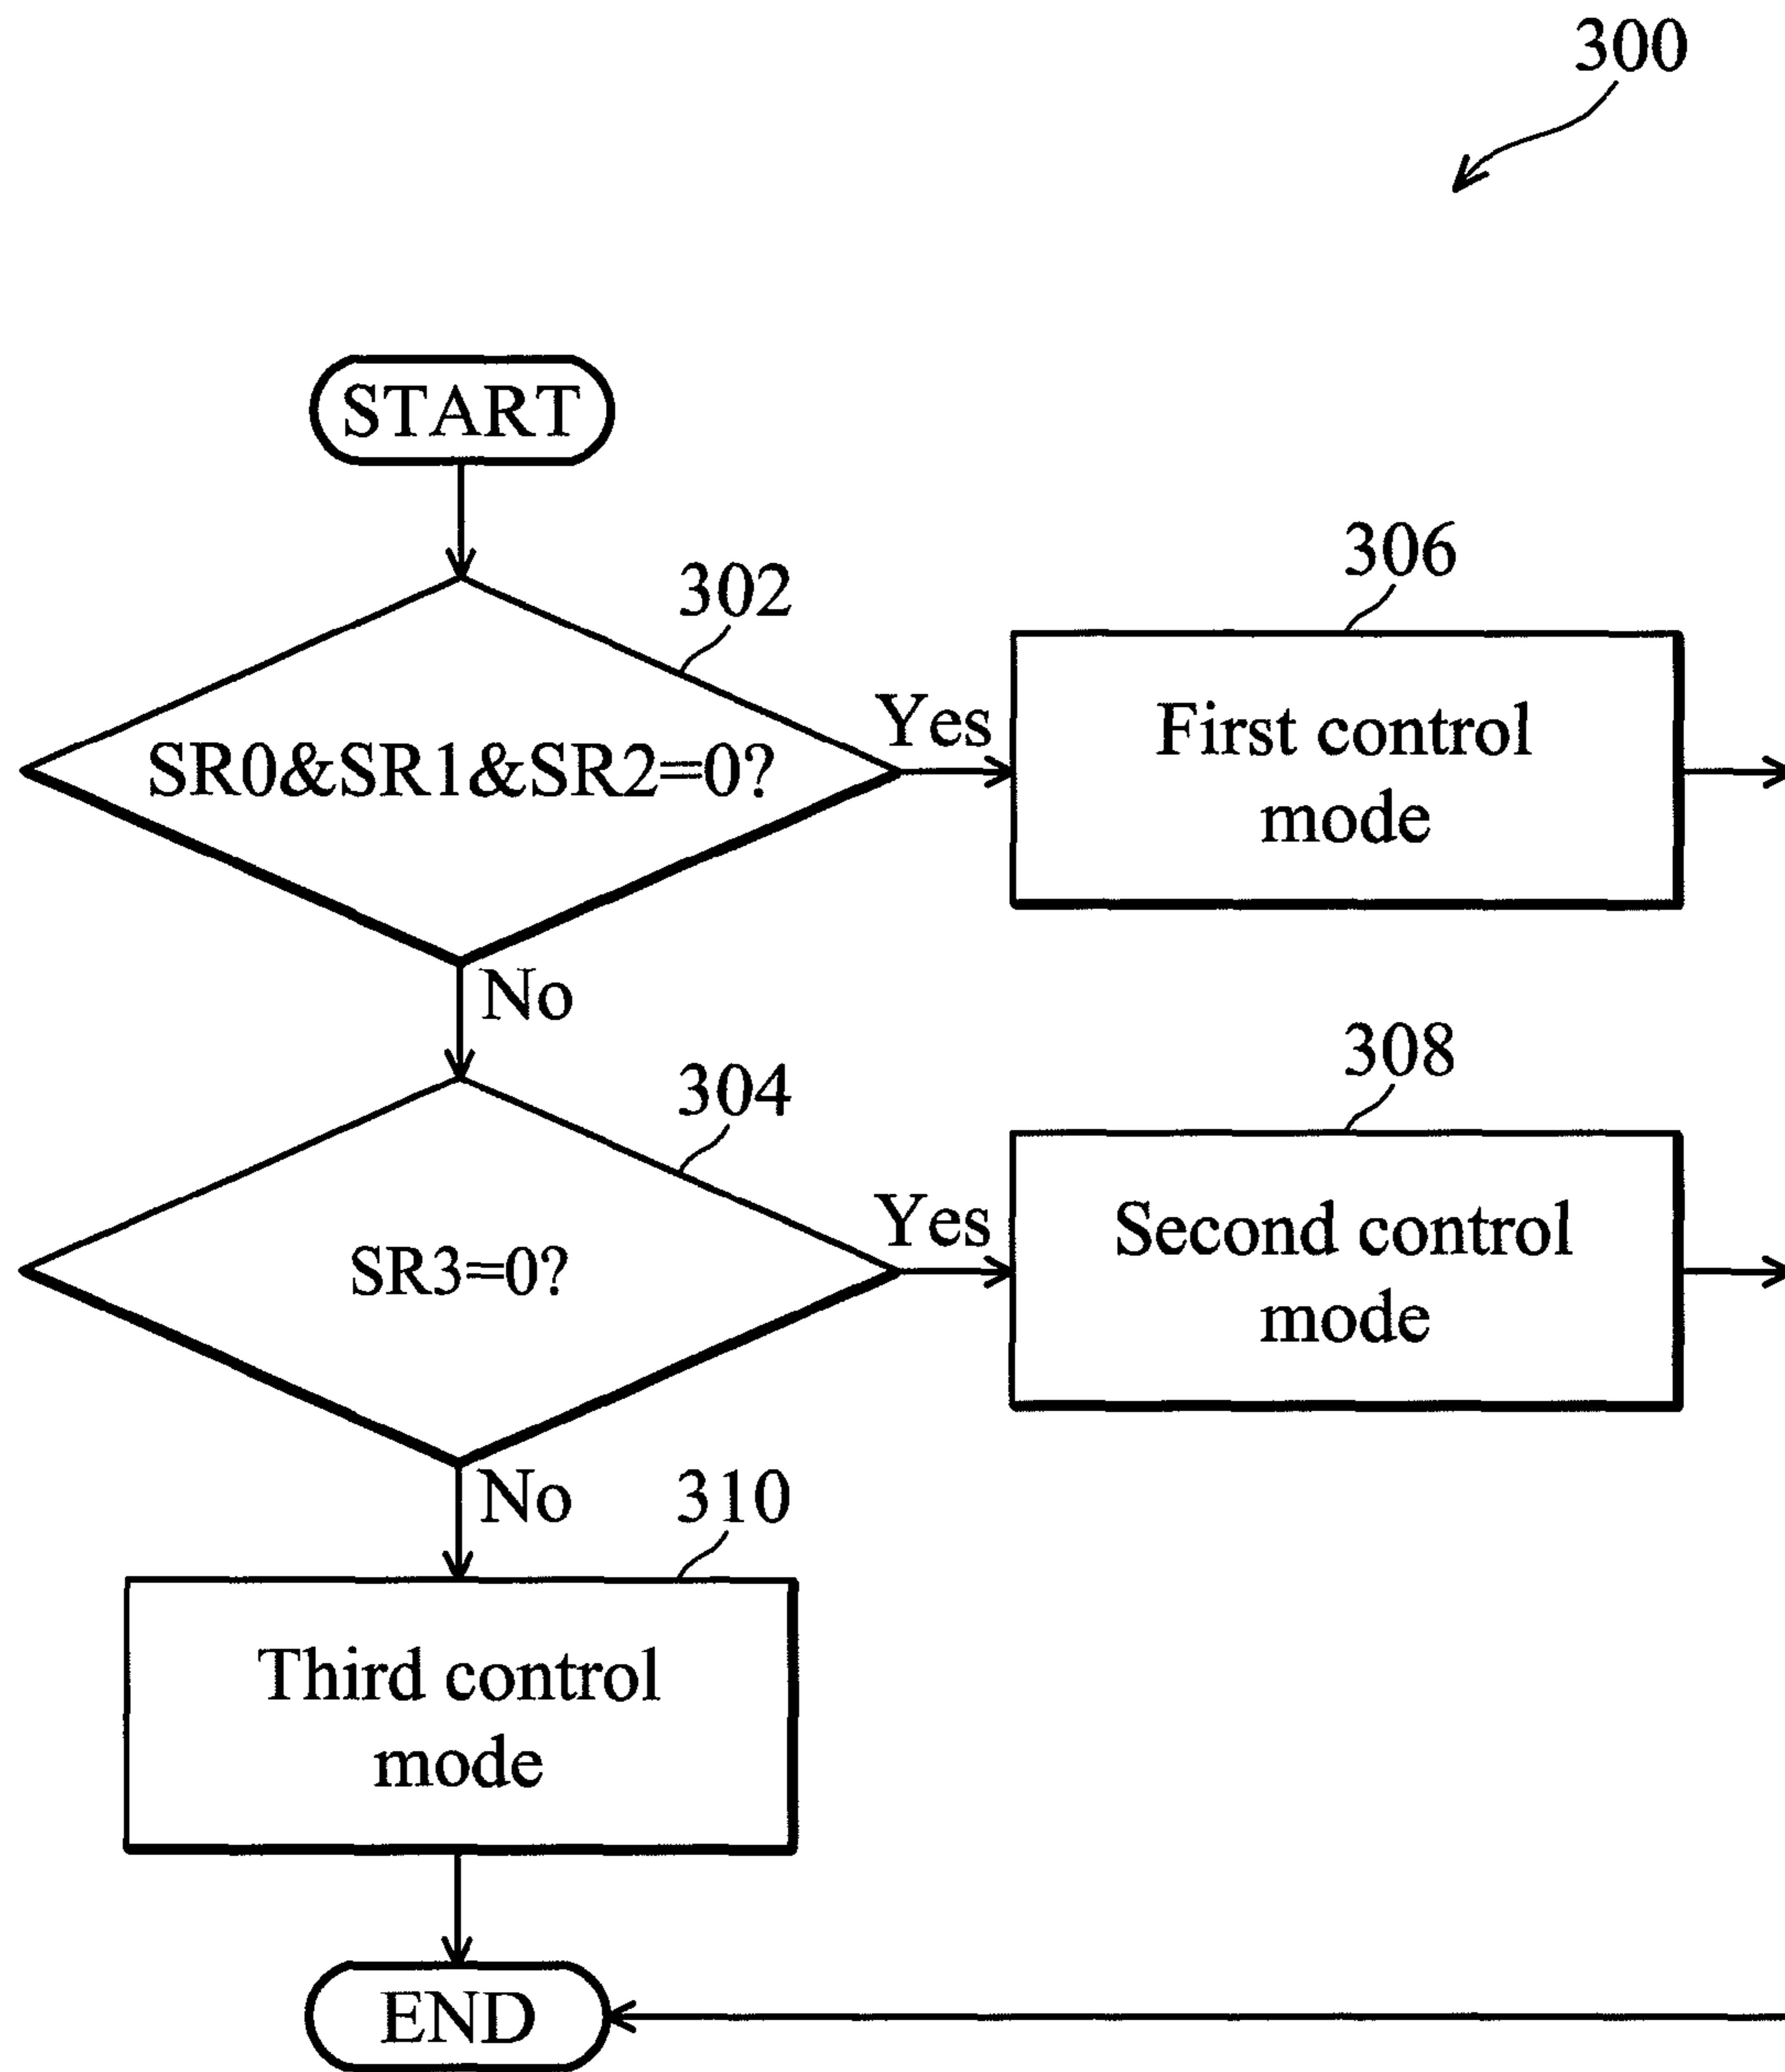 300
START
302
SR0&SR1&SR2=0?
Yes
306
First control
mode
No
304
SR3=0?
Yes
308
Second control
mode
No
310
Third control
mode
END